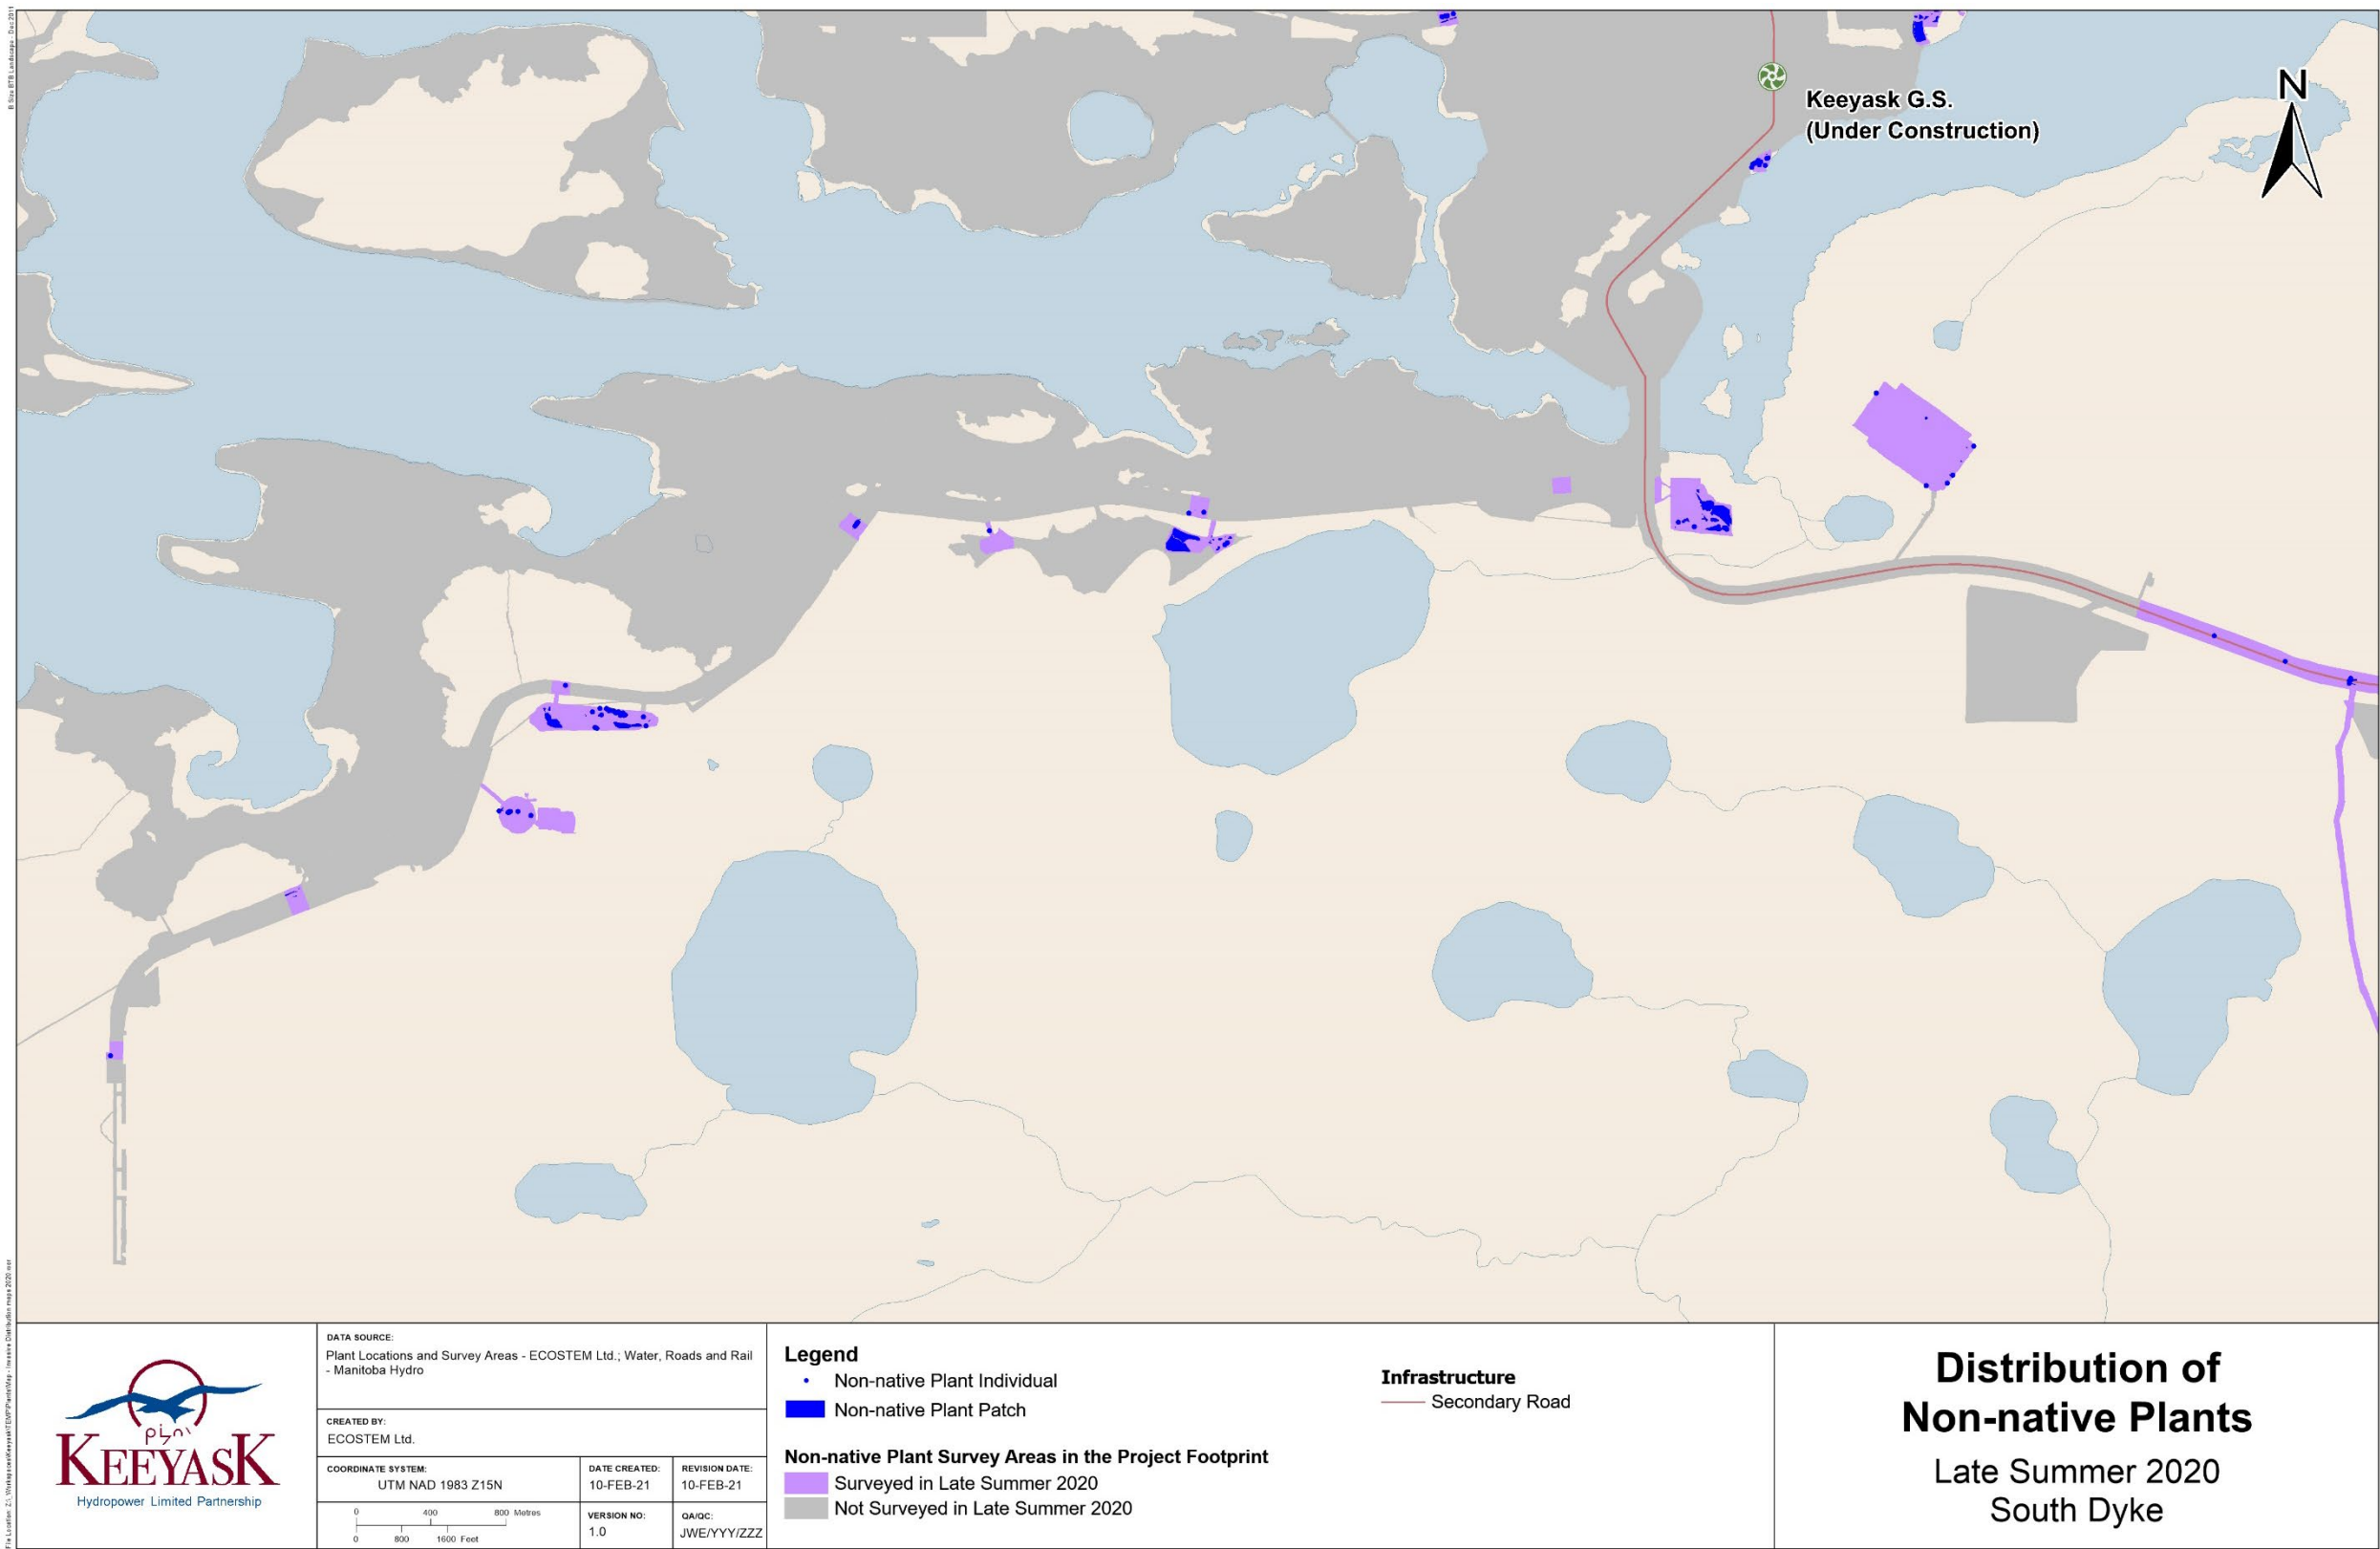 B Size BTB Landscape - Dec 2011
N
Keeyask G.S.
(Under Construction)
KEEYASK
Hydropower Limited Partnership
DATA SOURCE:
Plant Locations and Survey Areas - ECOSTEM Ltd.; Water, Roads and Rail
- Manitoba Hydro
CREATED BY:
ECOSTEM Ltd.
COORDINATE SYSTEM:
UTM NAD 1983 Z15N
DATE CREATED:
10-FEB-21
REVISION DATE:
10-FEB-21
0 400 800 Metres
0 800 1600 Feet
VERSION NO:
1.0
QA/QC:
JWE/YYY/ZZZ
Legend
Non-native Plant Individual
Non-native Plant Patch
Non-native Plant Survey Areas in the Project Footprint
Surveyed in Late Summer 2020
Not Surveyed in Late Summer 2020
Infrastructure
Secondary Road
Distribution of
Non-native Plants
Late Summer 2020
South Dyke